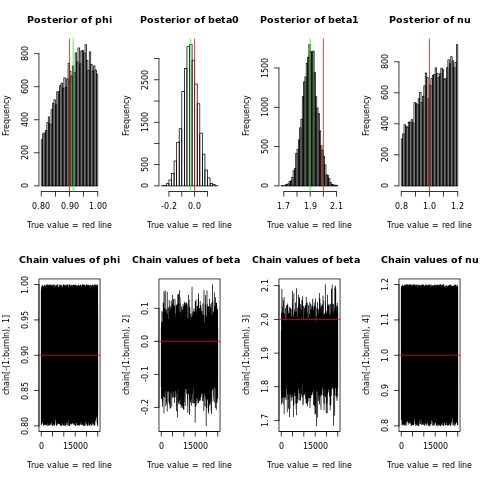 Posterior of phi
Posterior of beta0
Posterior of beta1
Posterior of nu
Frequency
0 200 400 600 800
0.80 0.90 1.00
True value = red line
Frequency
0 1000 2000 3000
-0.2 0.0
True value = red line
Frequency
0 500 1000 1500
1.7 1.9 2.1
True value = red line
Frequency
0 200 400 600 800
0.8 1.0 1.2
True value = red line
Chain values of phi
Chain values of beta
Chain values of beta
Chain values of nu
chain[-(1:burnIn), 1]
0.80 0.85 0.90 0.95 1.00
0 15000
True value = red line
chain[-(1:burnIn), 2]
-0.2 -0.1 0.0 0.1
0 15000
True value = red line
chain[-(1:burnIn), 3]
1.7 1.8 1.9 2.0 2.1
0 15000
True value = red line
chain[-(1:burnIn), 4]
0.8 0.9 1.0 1.1 1.2
0 15000
True value = red line